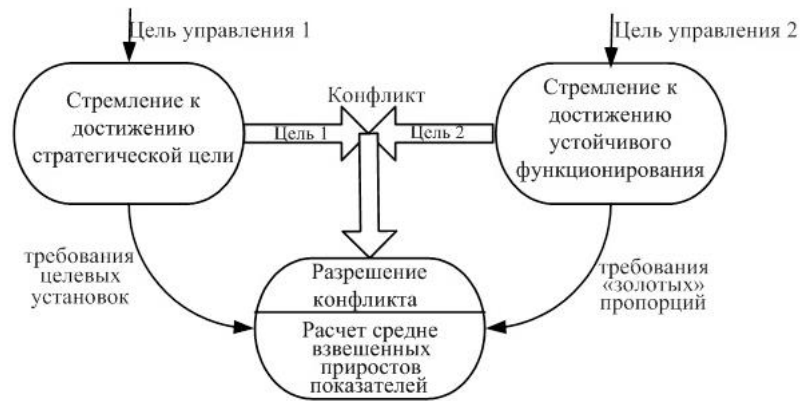 Цель управления 1
Цель управления 2
Стремление к
достижению
стратегической цели
Конфликт
Цель 1
Цель 2
Стремление к
достижению
устойчивого
функционирования
требования
целевых
установок
Разрешение
конфликта
Расчет средне
взвешенных
приростов
показателей
требования
«золотых»
пропорций